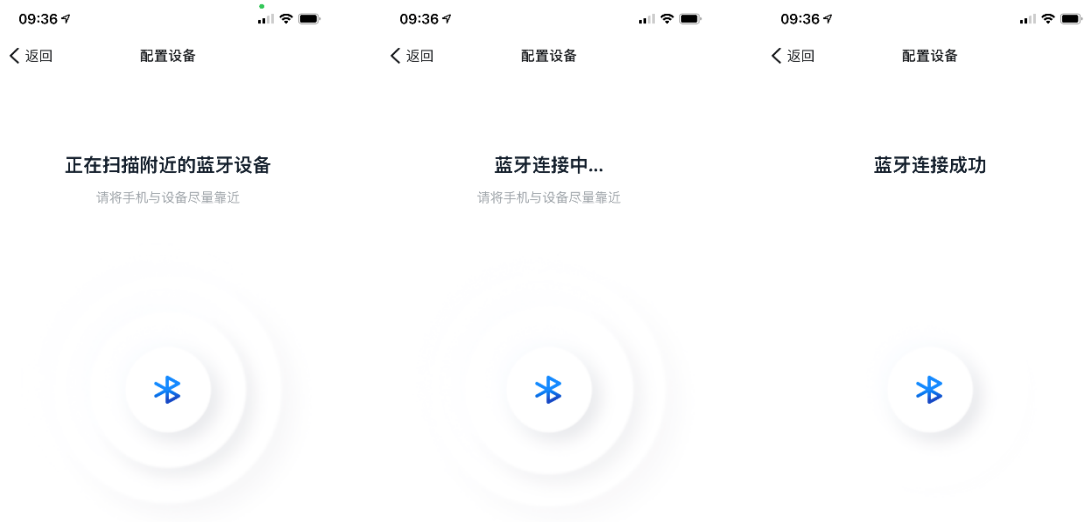 09:36
返回
配置设备
正在扫描附近的蓝牙设备
请将手机与设备尽量靠近
09:36
返回
配置设备
蓝牙连接中...
请将手机与设备尽量靠近
09:36
返回
配置设备
蓝牙连接成功